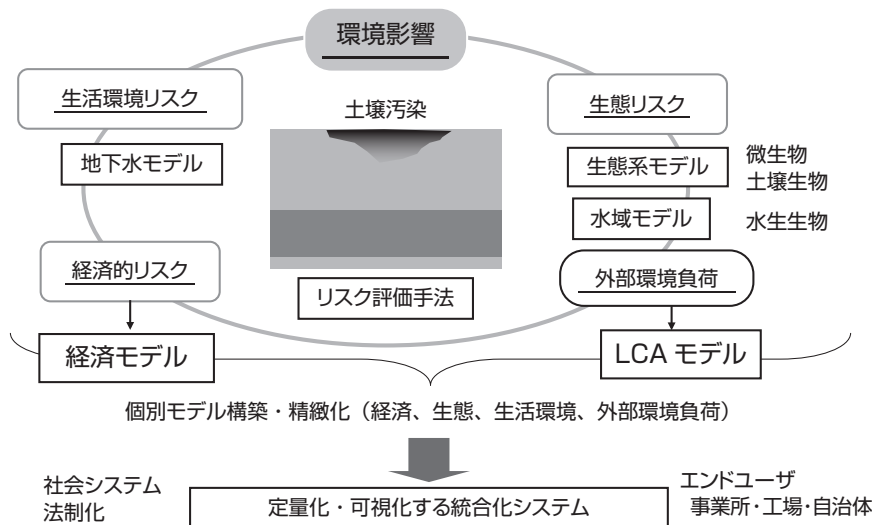 環境影響
生活環境リスク
生態リスク
土壌汚染
地下水モデル
生態系モデル
微生物
土壌生物
水域モデル
水生生物
経済的リスク
リスク評価手法
外部環境負荷
経済モデル
LCA モデル
個別モデル構築・精緻化（経済、生態、生活環境、外部環境負荷）
社会システム
法制化
定量化・可視化する統合化システム
エンドユーザ
事業所・工場・自治体